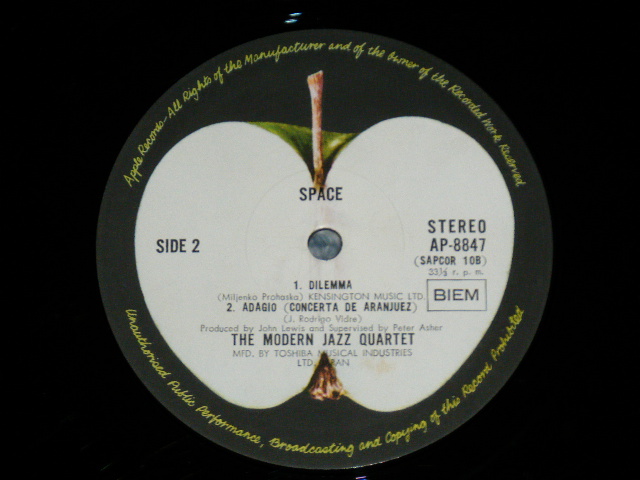 Apple Records-All Rights of the Manufacturer and of the Owner of the Recorded Work Reserved
SPACE
SIDE 2
STEREO
AP-8847
(SAPCOR 10B)
33⅓ r. p. m.
BIEM
1. DILEMMA
(Miljenko Prohaska) KENSINGTON MUSIC LTD.
2. ADAGIO (CONCERTA DE ARANJUEZ)
(J. Rodrigo Vidre)
Produced by John Lewis and Supervised by Peter Asher
THE MODERN JAZZ QUARTET
MFD. BY TOSHIBA MUSICAL INDUSTRIES
LTD.
Unauthorised Public Performance, Broadcasting and Copying of this Record Prohibited